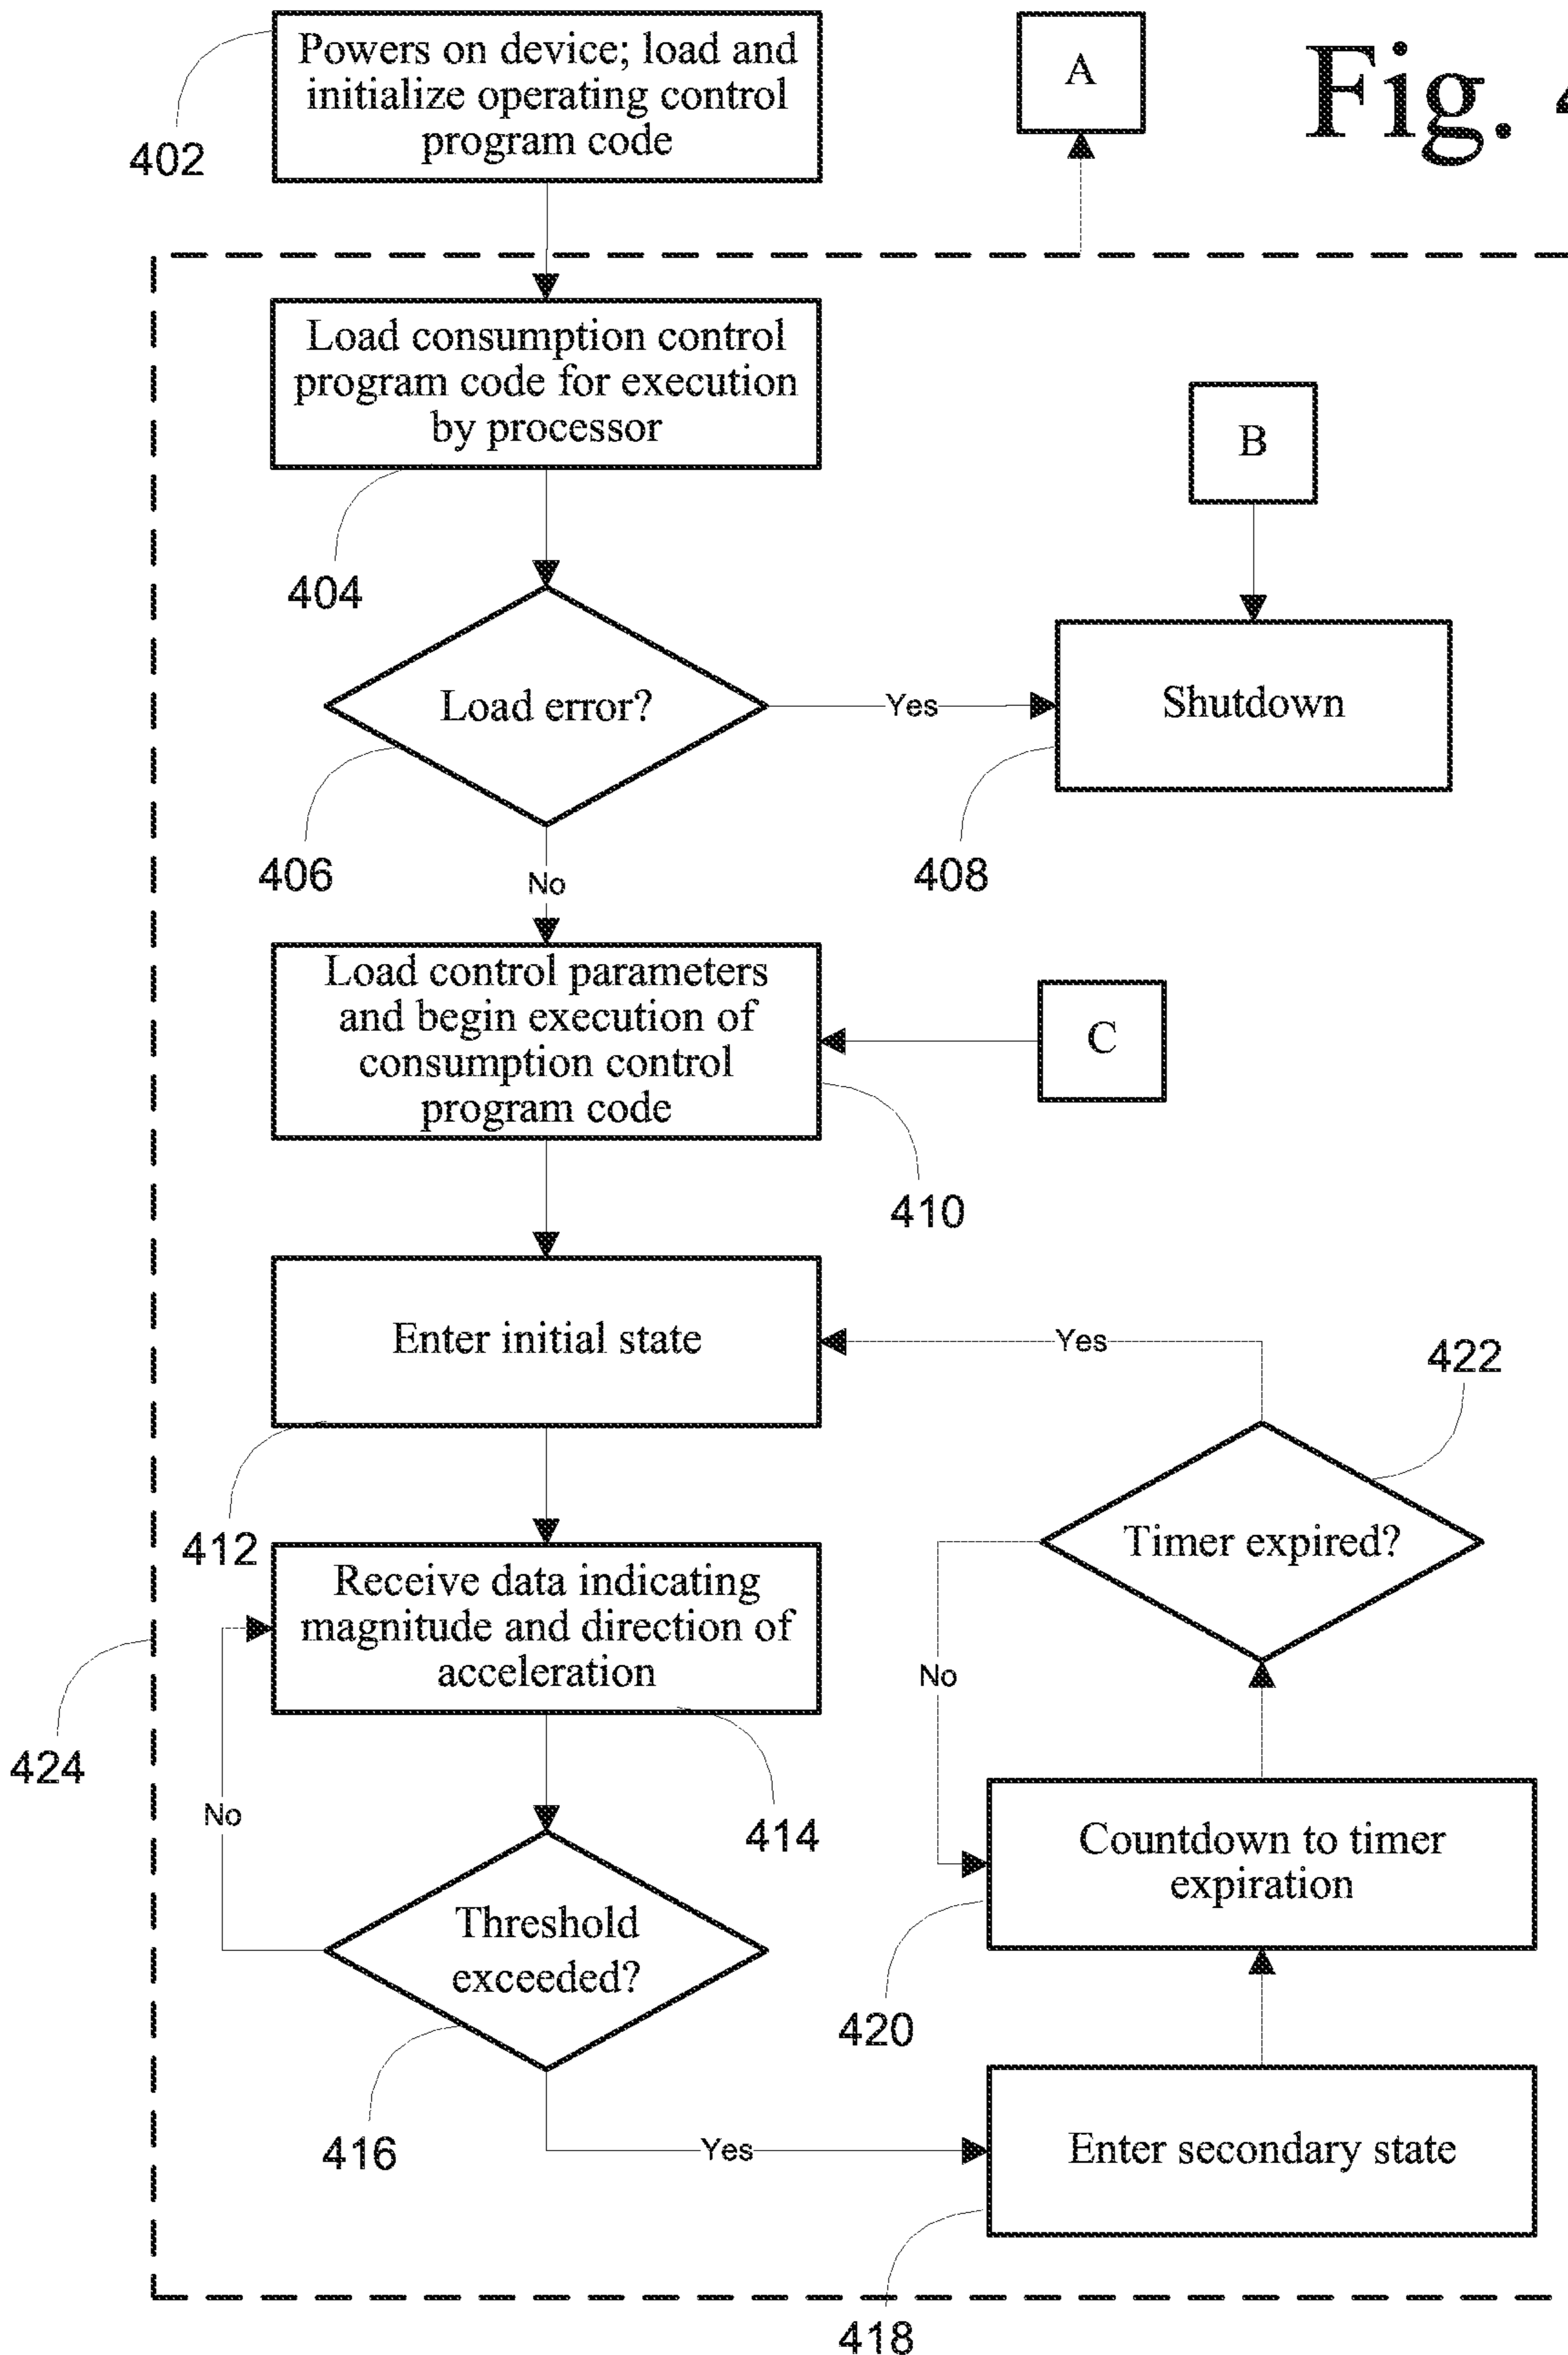 Powers on device; load and
initialize operating control
program code
402
A
Fig. 4
Load consumption control
program code for execution
by processor
404
B
Load error?
Yes
Shutdown
406
No
408
Load control parameters
and begin execution of
consumption control
program code
C
410
Enter initial state
Yes
422
412
Timer expired?
Receive data indicating
magnitude and direction of
acceleration
No
424
No
414
Countdown to timer
expiration
Threshold
exceeded?
420
416
Yes
Enter secondary state
418